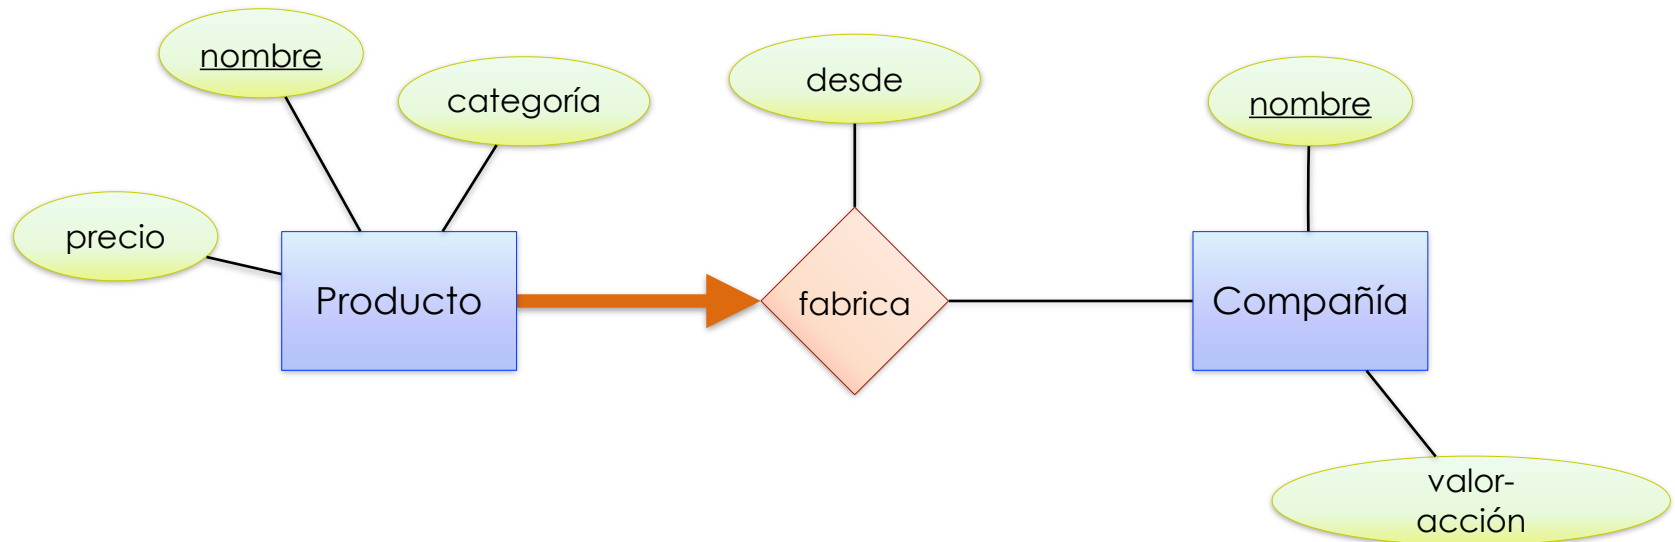 nombre
categoría
desde
nombre
precio
Producto
fabrica
Compañía
valor-
acción